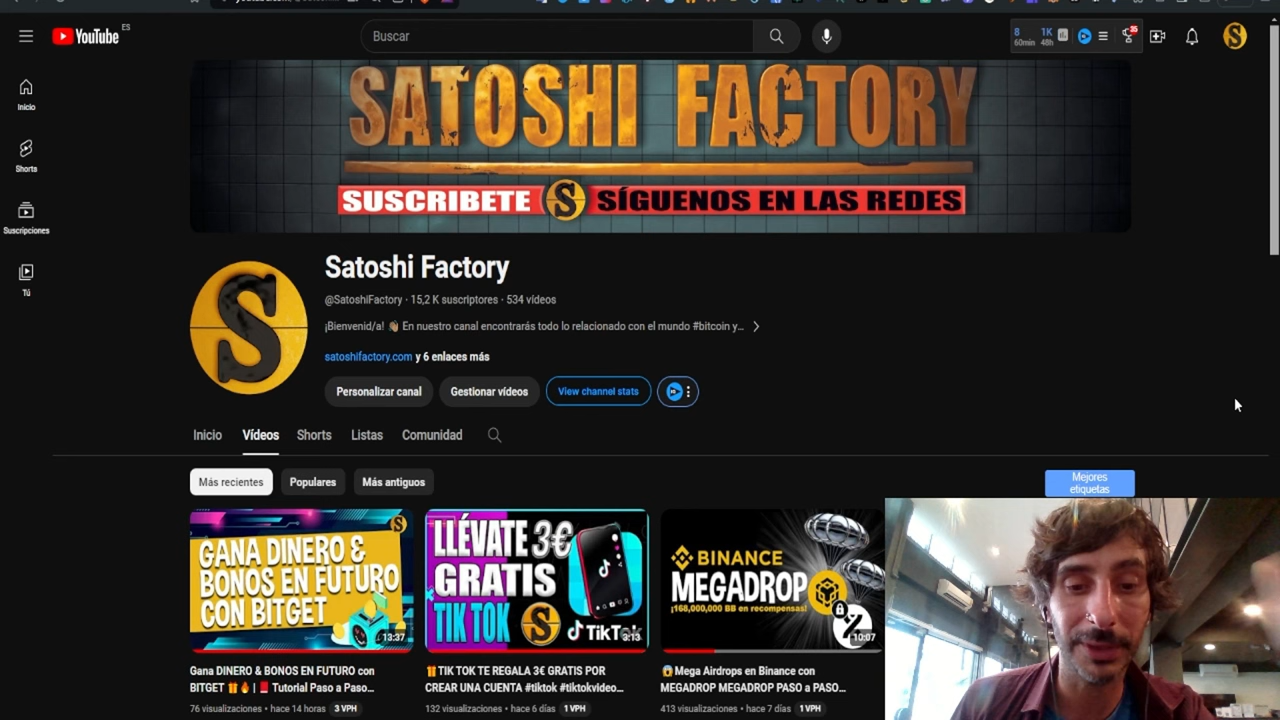 YouTube ES
Buscar
8
60min
1K
48h
35
S
Inicio
Shorts
Suscripciones
Tú
SATOSHI FACTORY
SUSCRIBETE S SÍGUENOS EN LAS REDES
S
Satoshi Factory
@SatoshiFactory · 15,2 K suscriptores · 534 vídeos
¡Bienvenid/a! 👋🏽 En nuestro canal encontrarás todo lo relacionado con el mundo #bitcoin y...
satoshifactory.com y 6 enlaces más
Personalizar canal
Gestionar vídeos
View channel stats
Inicio
Vídeos
Shorts
Listas
Comunidad
Más recientes
Populares
Más antiguos
Mejores
etiquetas
GANA DINERO &
BONOS EN FUTURO
CON BITGET
S
13:37
Gana DINERO & BONOS EN FUTURO con
BITGET 🎁🔥 | 📕 Tutorial Paso a Paso...
76 visualizaciones • hace 14 horas 3 VPH
LLÉVATE 3€
GRATIS
TIK TOK
S
TikTok
3:13
🎁TIK TOK TE REGALA 3€ GRATIS POR
CREAR UNA CUENTA #tiktok #tiktokvideo...
132 visualizaciones • hace 6 días 1 VPH
BINANCE
MEGADROP
¡168,000,000 BB en recompensas!
10:07
😱Mega Airdrops en Binance con
MEGADROP MEGADROP PASO a PASO...
413 visualizaciones • hace 7 días 1 VPH